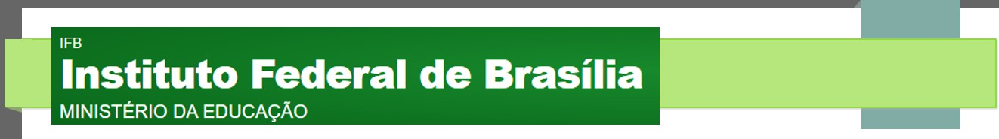 IFB
Instituto Federal de Brasília
MINISTÉRIO DA EDUCAÇÃO